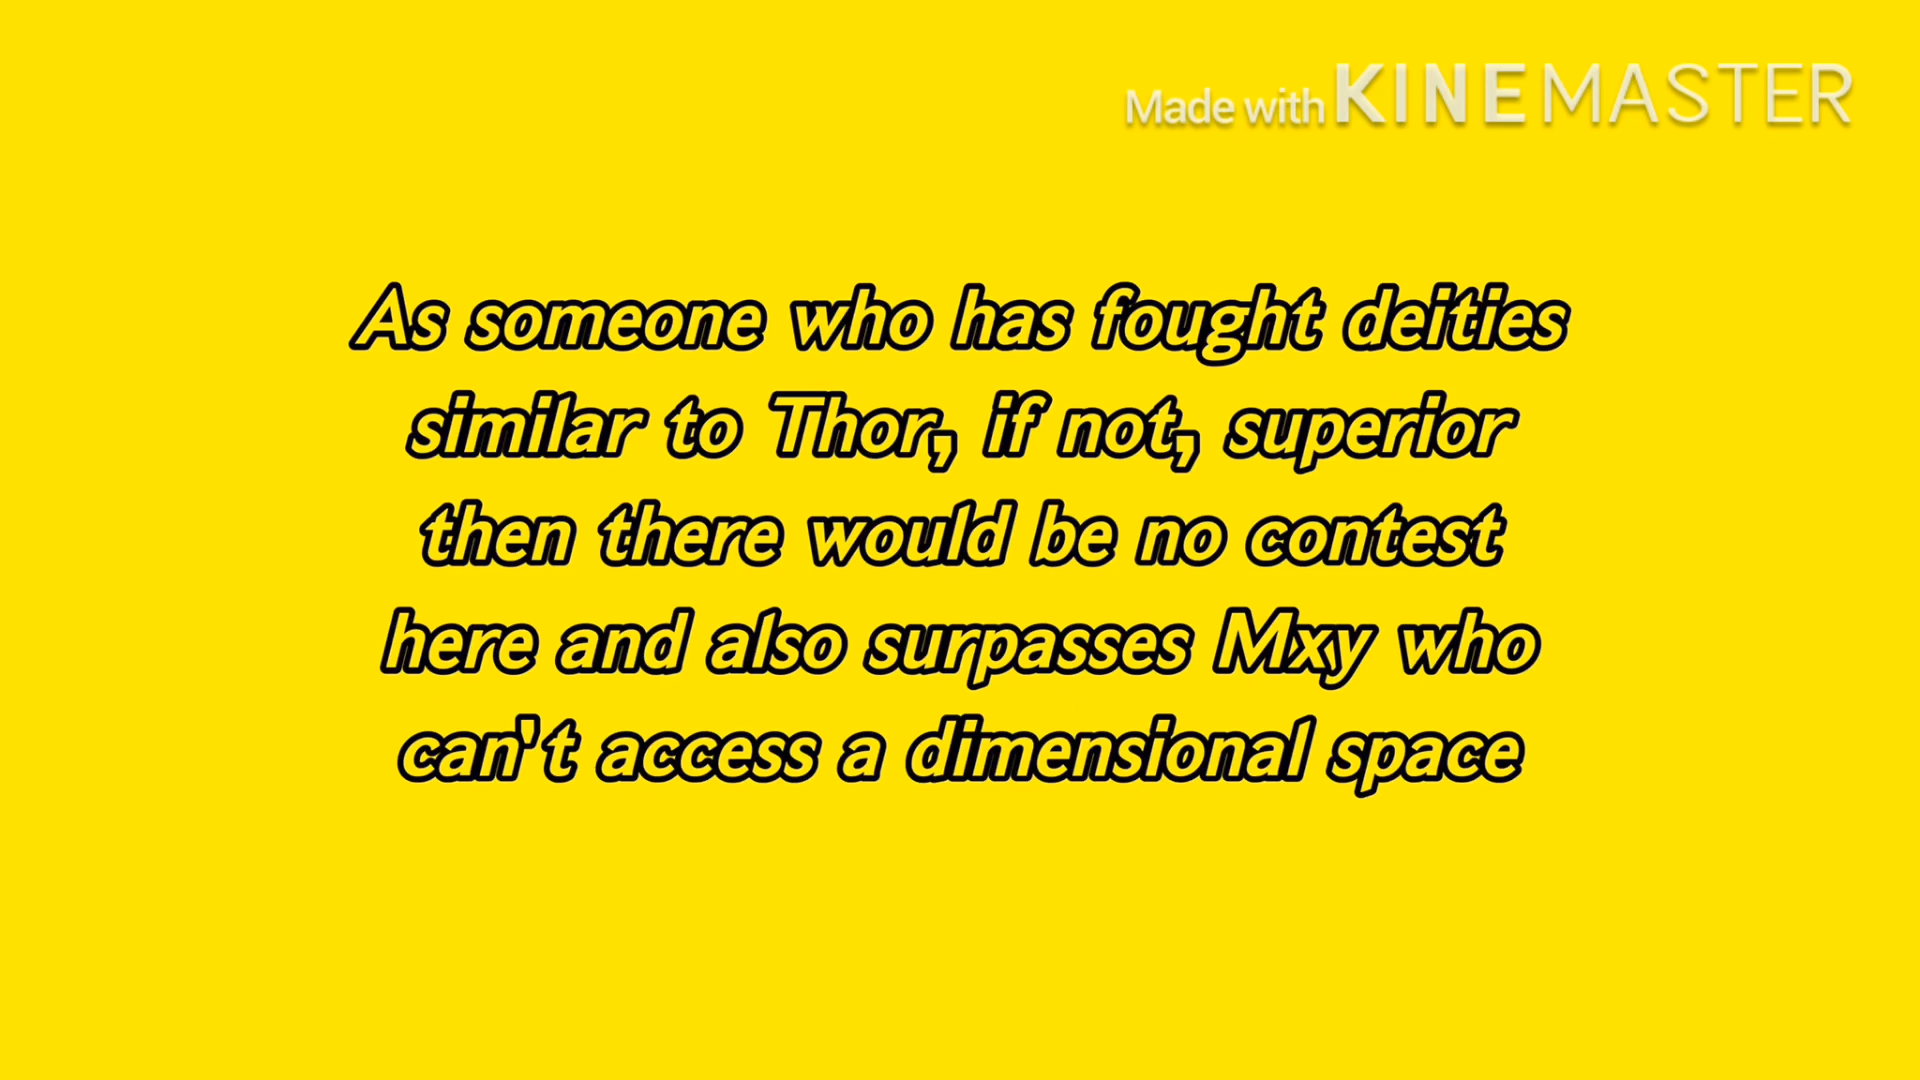 Made with KINEMASTER
As someone who has fought deities
similar to Thor, if not, superior
then there would be no contest
here and also surpasses Mxy who
can't access a dimensional space